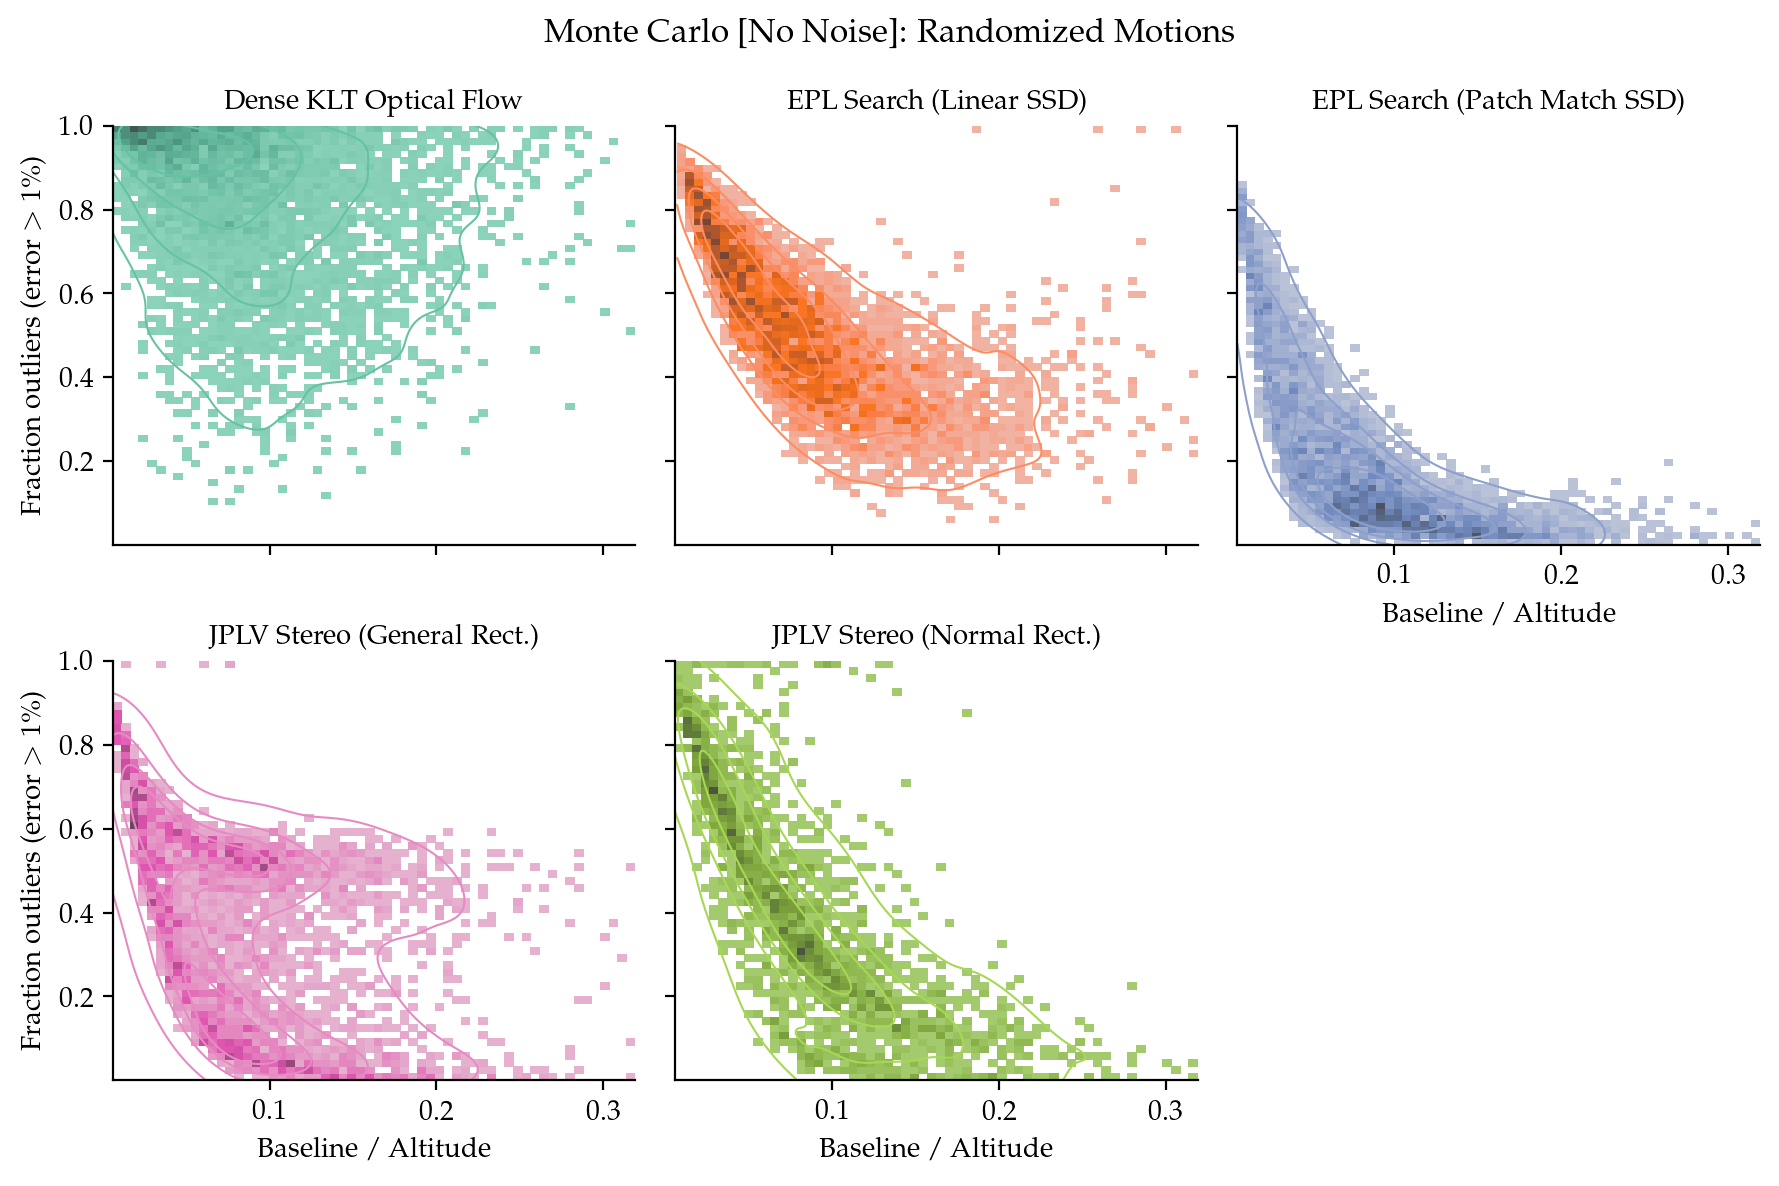 Monte Carlo [No Noise]: Randomized Motions
Dense KLT Optical Flow
EPL Search (Linear SSD)
EPL Search (Patch Match SSD)
Fraction outliers (error > 1%)
1.0
0.8
0.6
0.4
0.2
0.1
0.2
0.3
Baseline / Altitude
JPLV Stereo (General Rect.)
JPLV Stereo (Normal Rect.)
Fraction outliers (error > 1%)
1.0
0.8
0.6
0.4
0.2
0.1
0.2
0.3
0.1
0.2
0.3
Baseline / Altitude
Baseline / Altitude